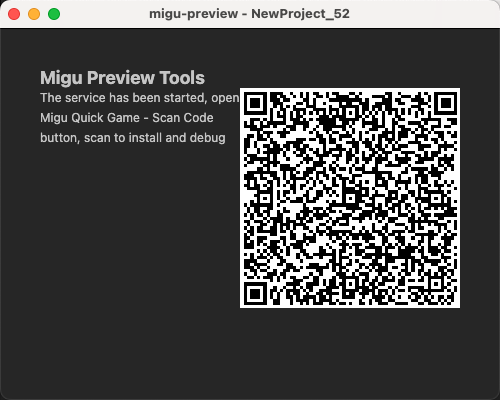 migu-preview - NewProject_52
Migu Preview Tools
The service has been started, open
Migu Quick Game - Scan Code
button, scan to install and debug